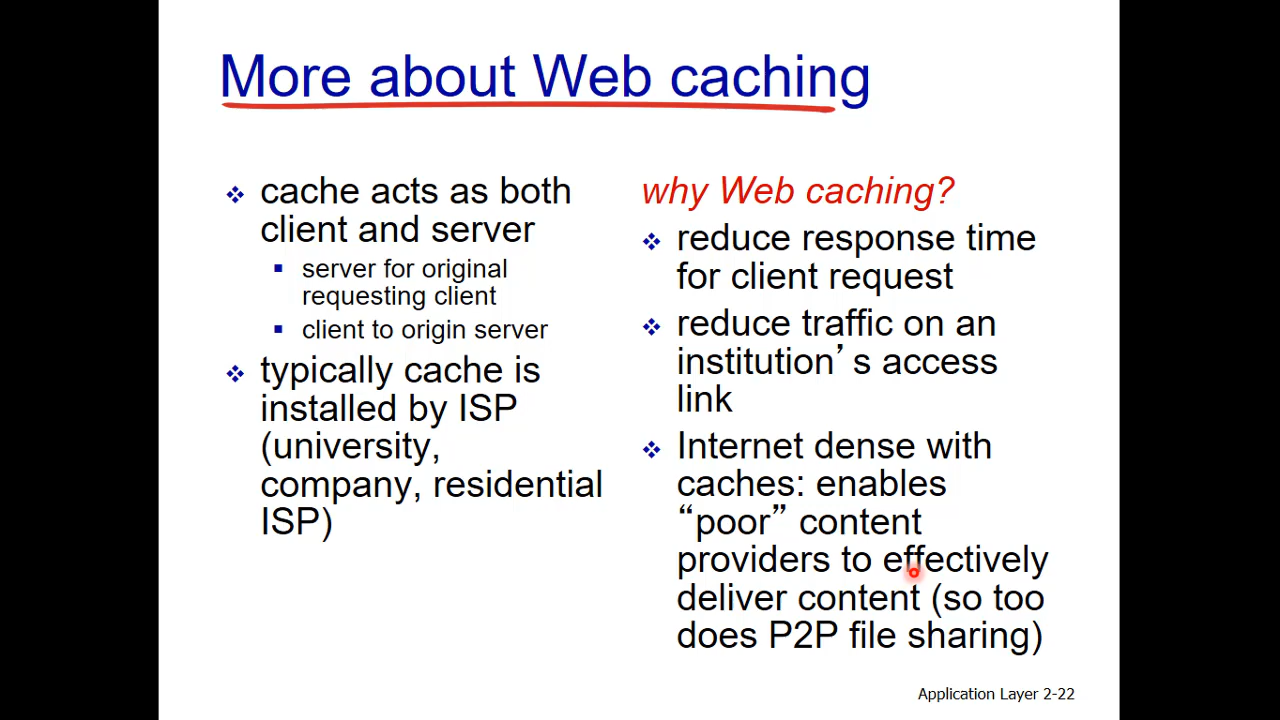 More about Web caching
cache acts as both
client and server
server for original
requesting client
client to origin server
typically cache is
installed by ISP
(university,
company, residential
ISP)
why Web caching?
reduce response time
for client request
reduce traffic on an
institution’s access
link
Internet dense with
caches: enables
“poor” content
providers to effectively
deliver content (so too
does P2P file sharing)
Application Layer 2-22